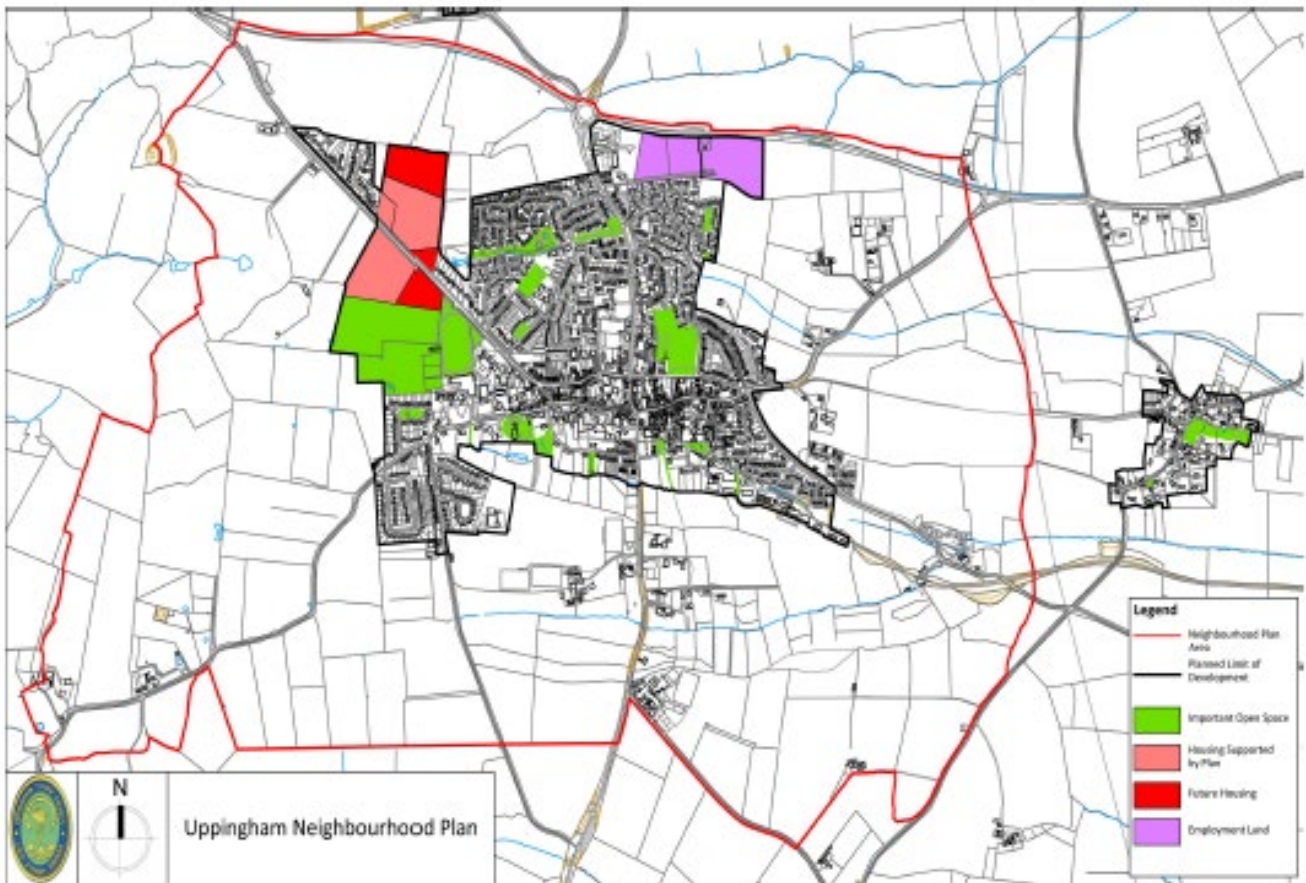 Legend
Neighbourhood Plan
Area
Planned Limit of
Development
Important Open Space
Housing Supported
by Plan
Future Housing
Employment Land
N
Uppingham Neighbourhood Plan